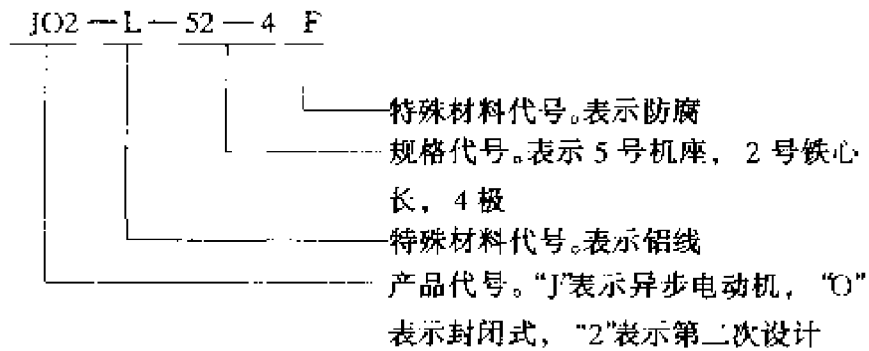 JO2—L—52—4 F
特殊材料代号。表示防腐
规格代号。表示5号机座，2号铁心
长，4极
特殊材料代号。表示铝线
产品代号。“J”表示异步电动机，“O”
表示封闭式，“2”表示第二次设计